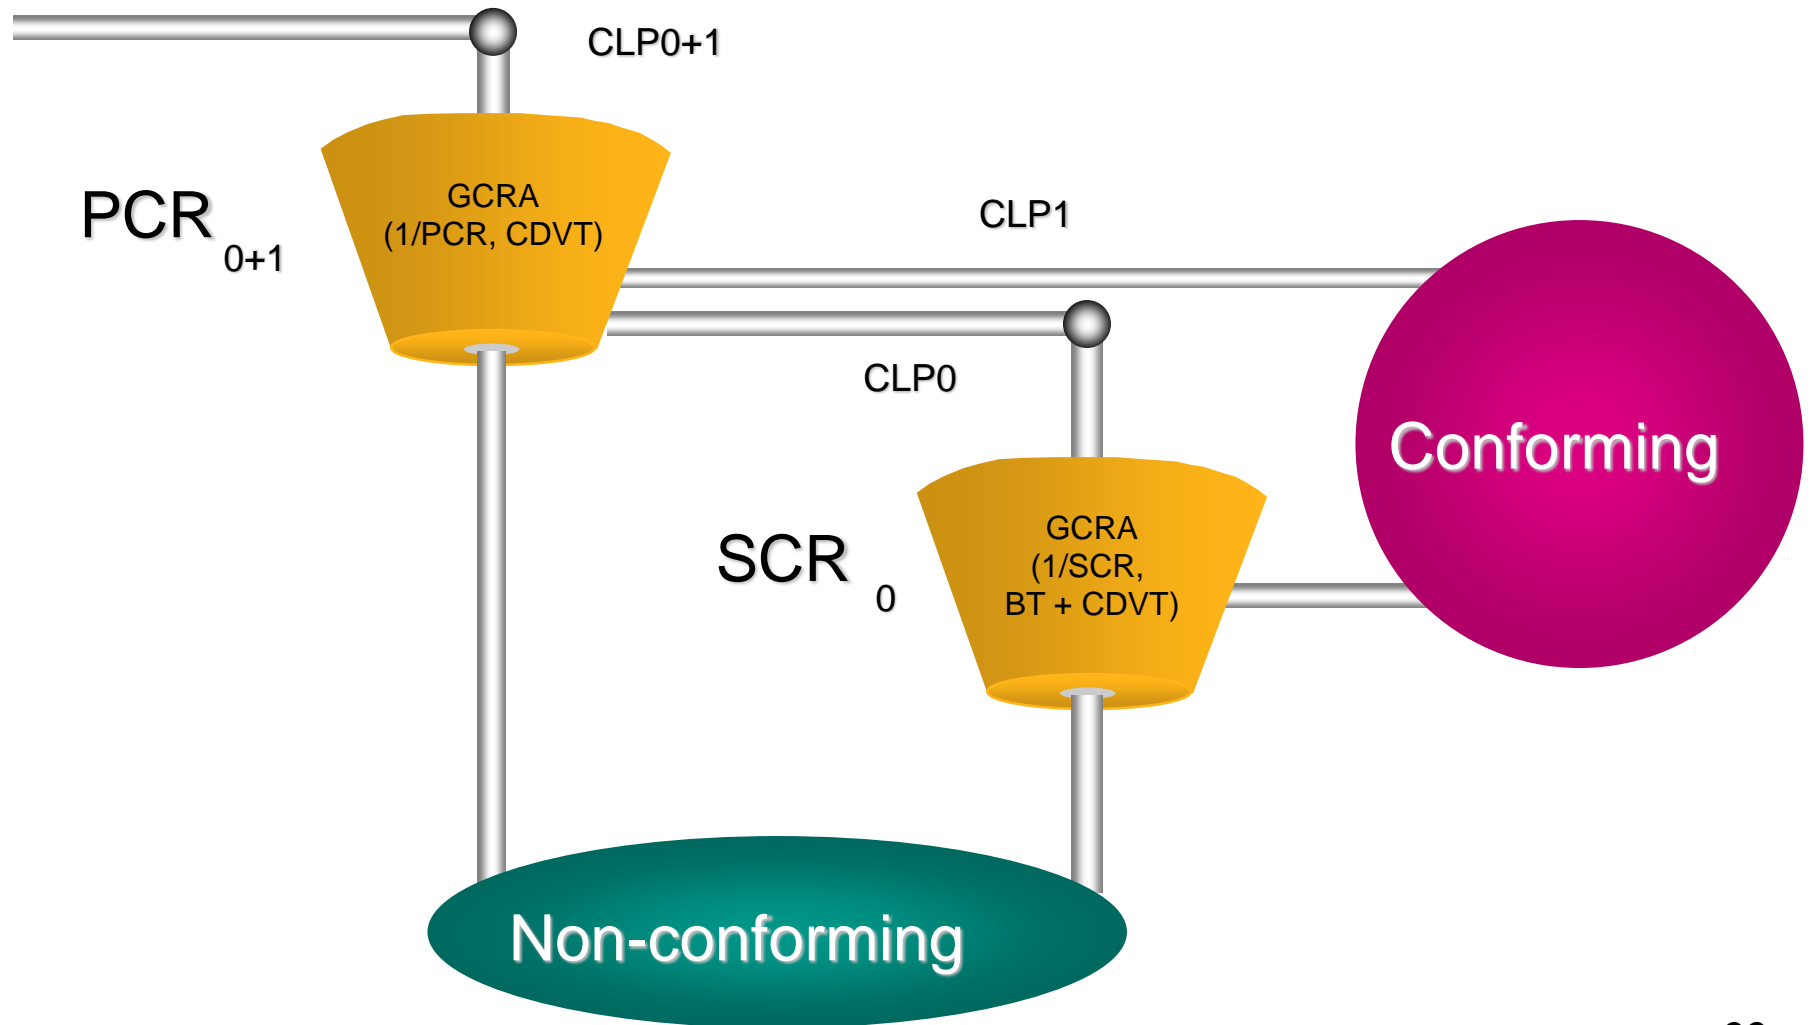 CLP0+1
PCR 0+1
GCRA
(1/PCR, CDVT)
CLP1
CLP0
Conforming
SCR 0
GCRA
(1/SCR,
BT + CDVT)
Non-conforming